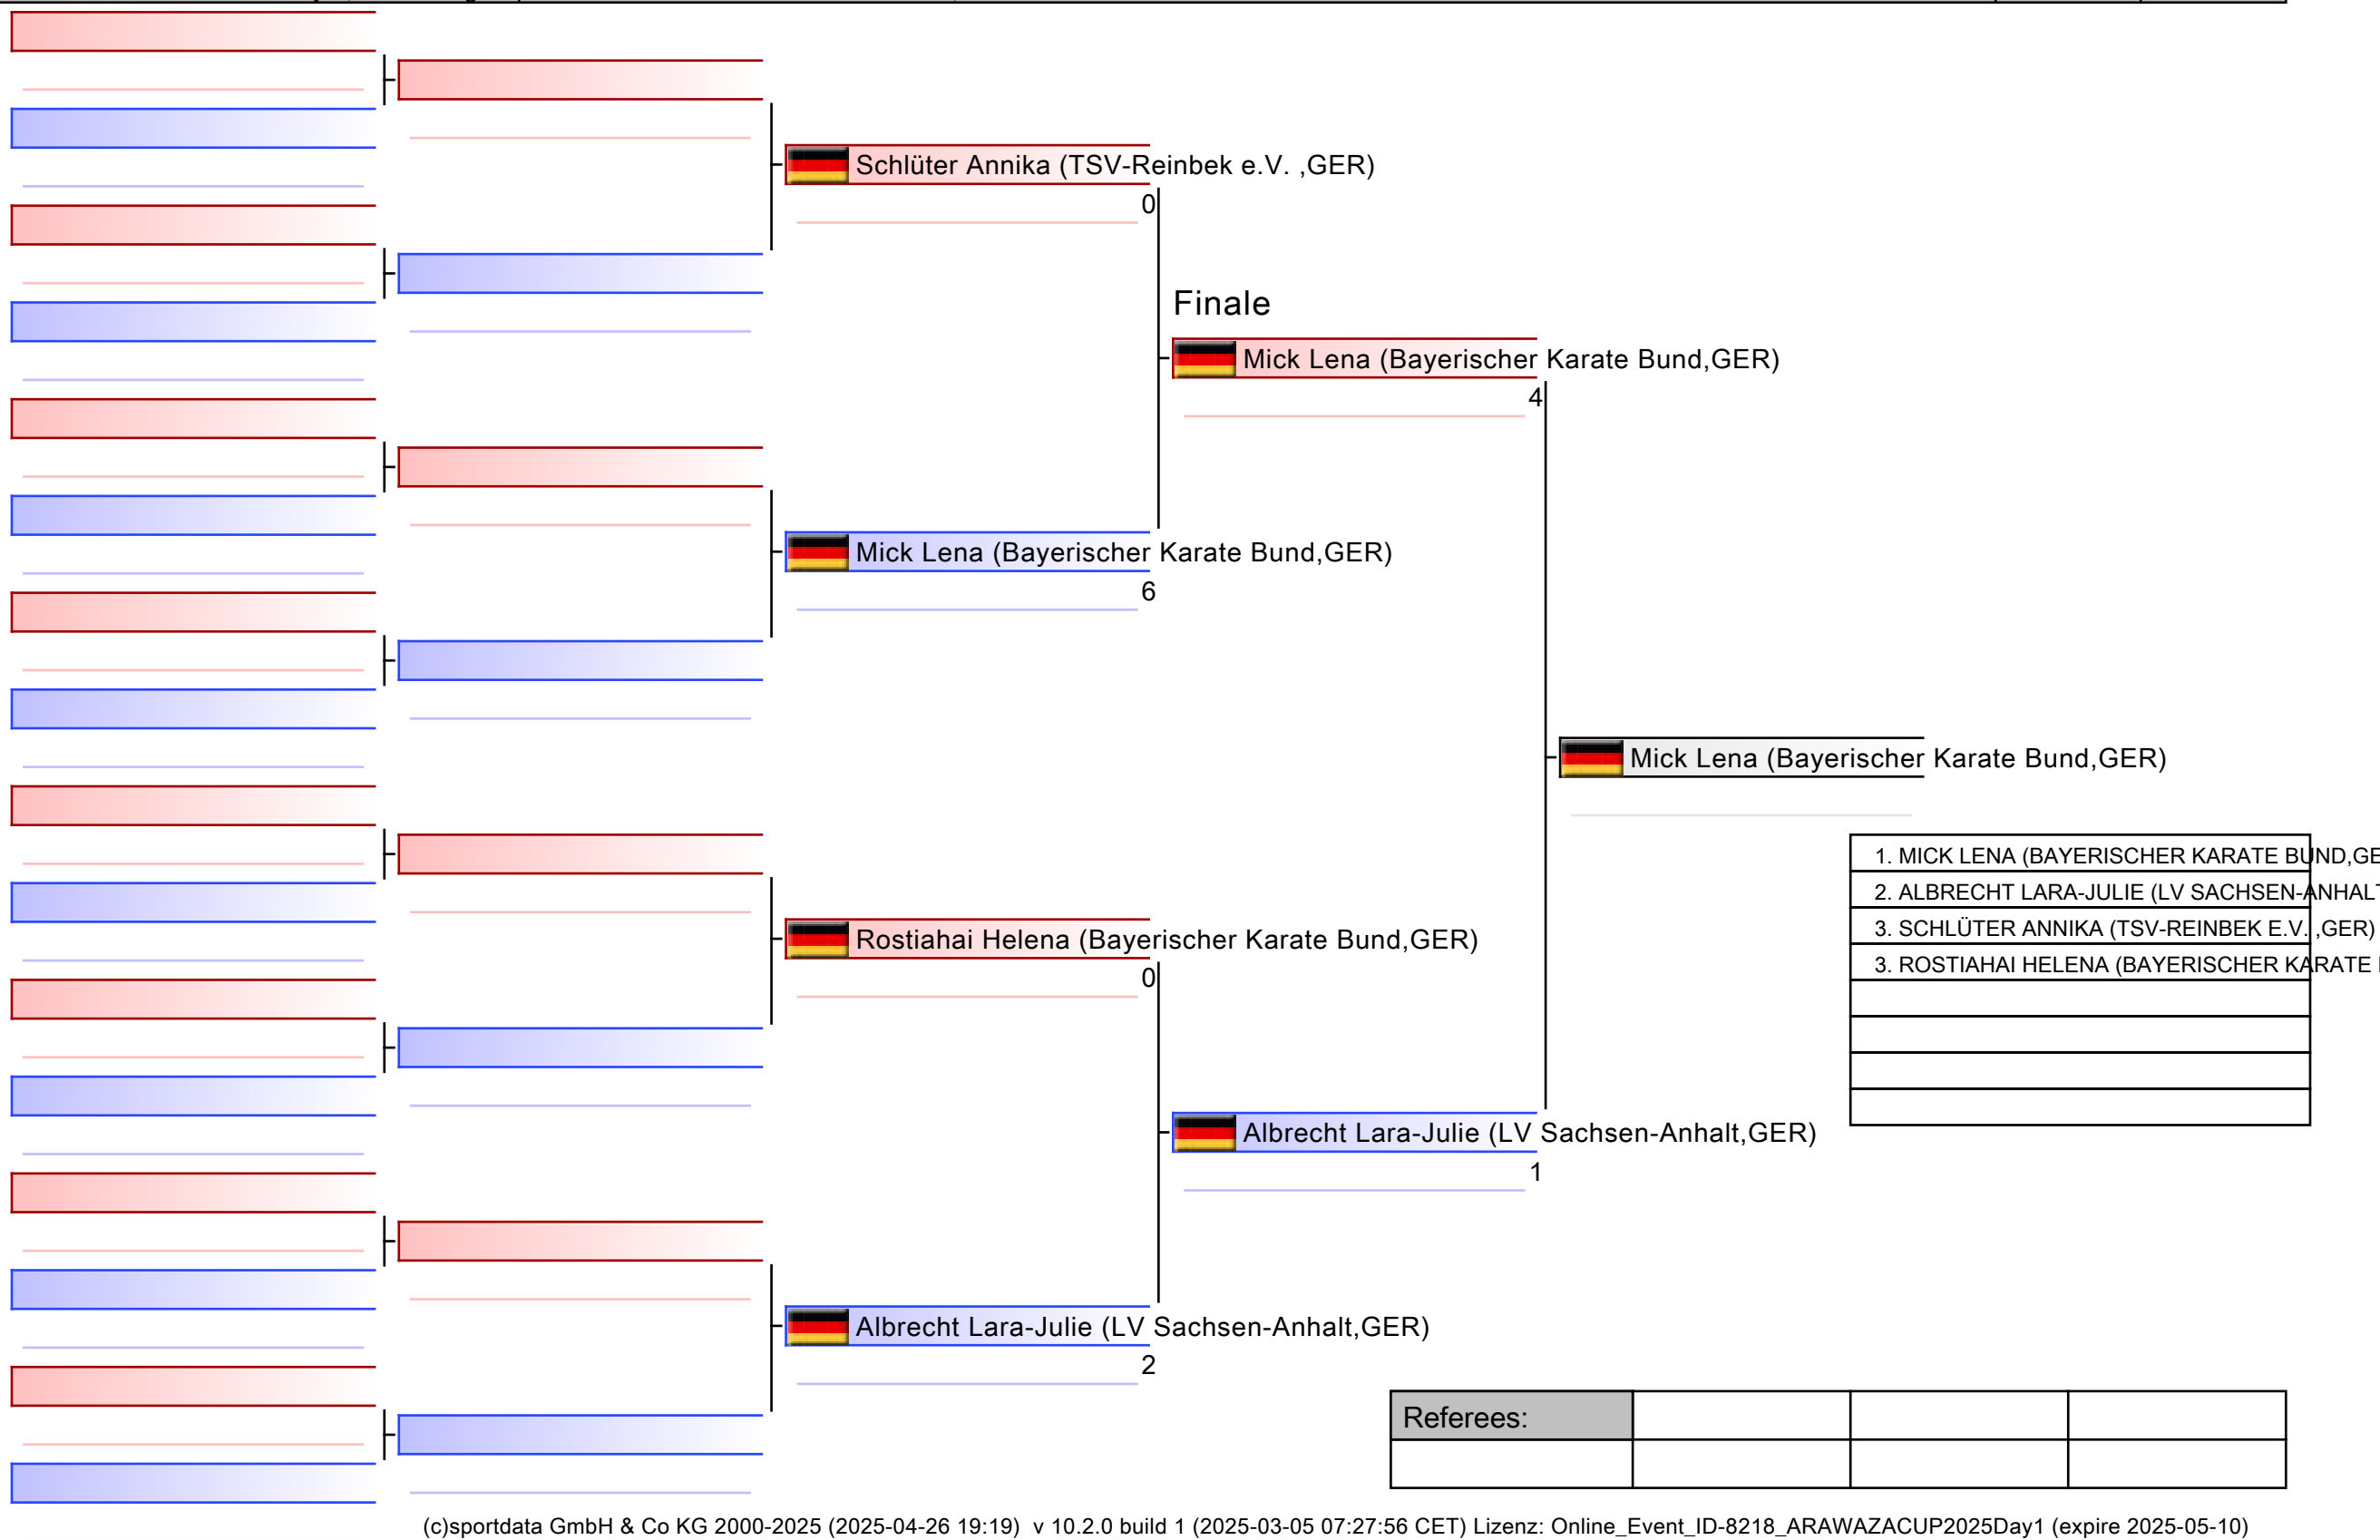 Schlüter Annika (TSV-Reinbek e.V. ,GER)
0
Finale
Mick Lena (Bayerischer Karate Bund,GER)
4
Mick Lena (Bayerischer Karate Bund,GER)
6
Mick Lena (Bayerischer Karate Bund,GER)
1. MICK LENA (BAYERISCHER KARATE BUND,GE
2. ALBRECHT LARA-JULIE (LV SACHSEN-ANHALT
3. SCHLÜTER ANNIKA (TSV-REINBEK E.V. ,GER)
3. ROSTIAHAI HELENA (BAYERISCHER KARATE
Rostiahai Helena (Bayerischer Karate Bund,GER)
0
Albrecht Lara-Julie (LV Sachsen-Anhalt,GER)
1
Albrecht Lara-Julie (LV Sachsen-Anhalt,GER)
2
Referees:
(c)sportdata GmbH & Co KG 2000-2025 (2025-04-26 19:19) v 10.2.0 build 1 (2025-03-05 07:27:56 CET) Lizenz: Online_Event_ID-8218_ARAWAZACUP2025Day1 (expire 2025-05-10)